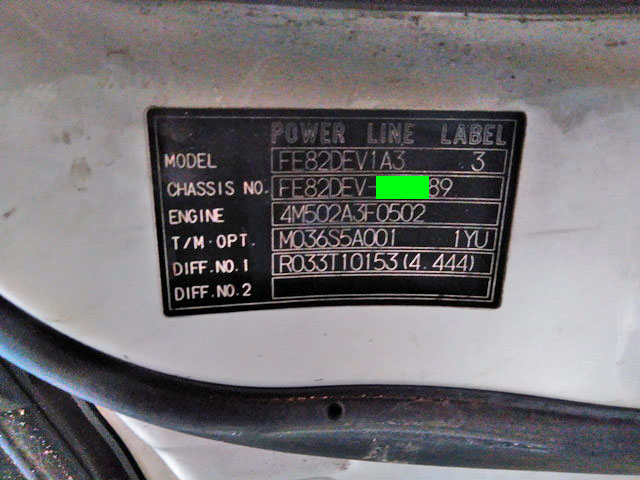 POWER LINE LABEL
MODEL FE82DEV1A3 3
CHASSIS NO. FE82DEV- 89
ENGINE 4M502A3F0502
T/M·OPT. M036S5A001 1YU
DIFF.NO.1 R033T10153(4.444)
DIFF.NO.2